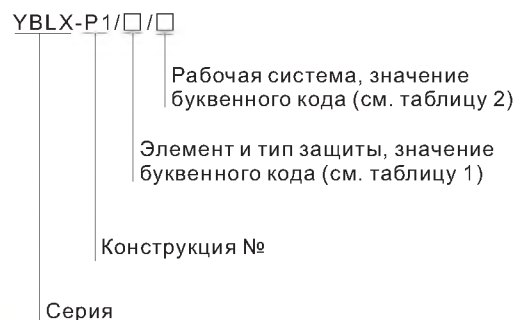 YBLX-P1/□/□
Рабочая система, значение
буквенного кода (см. таблицу 2)
Элемент и тип защиты, значение
буквенного кода (см. таблицу 1)
Конструкция №
Серия